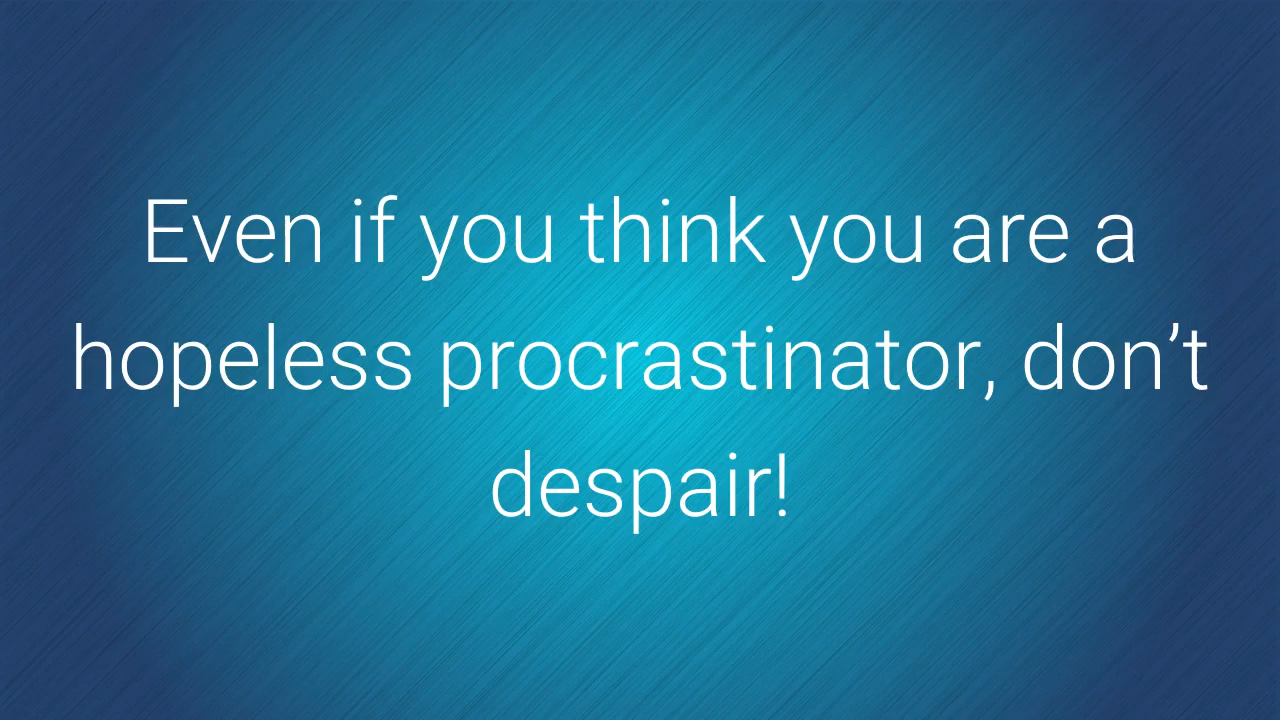 Even if you think you are a
hopeless procrastinator, don’t
despair!